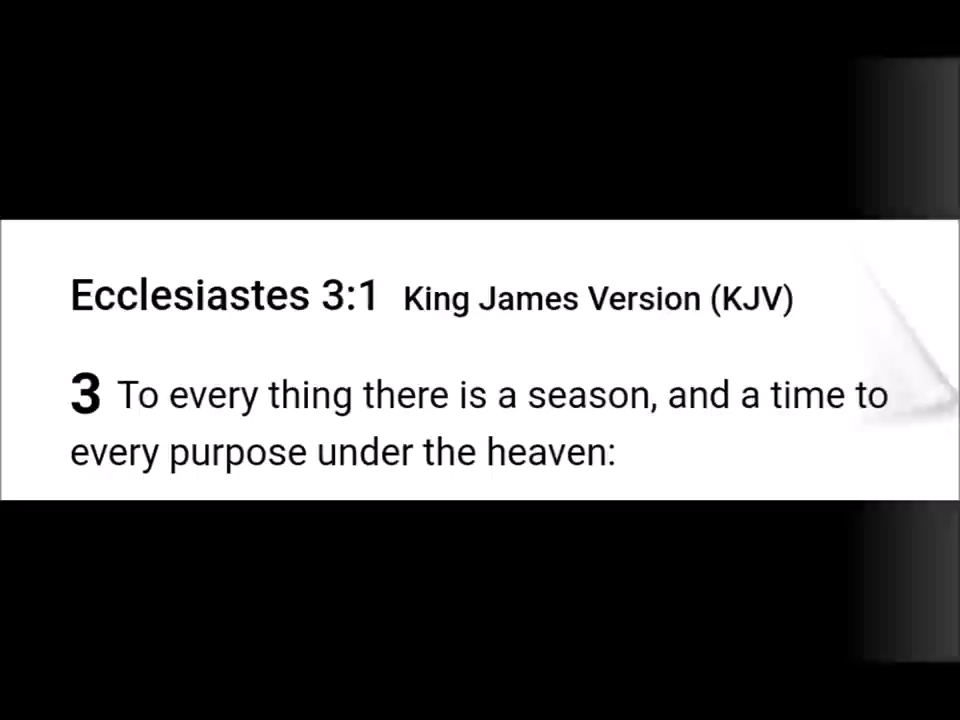 Ecclesiastes 3:1 King James Version (KJV)
3 To every thing there is a season, and a time to
every purpose under the heaven: